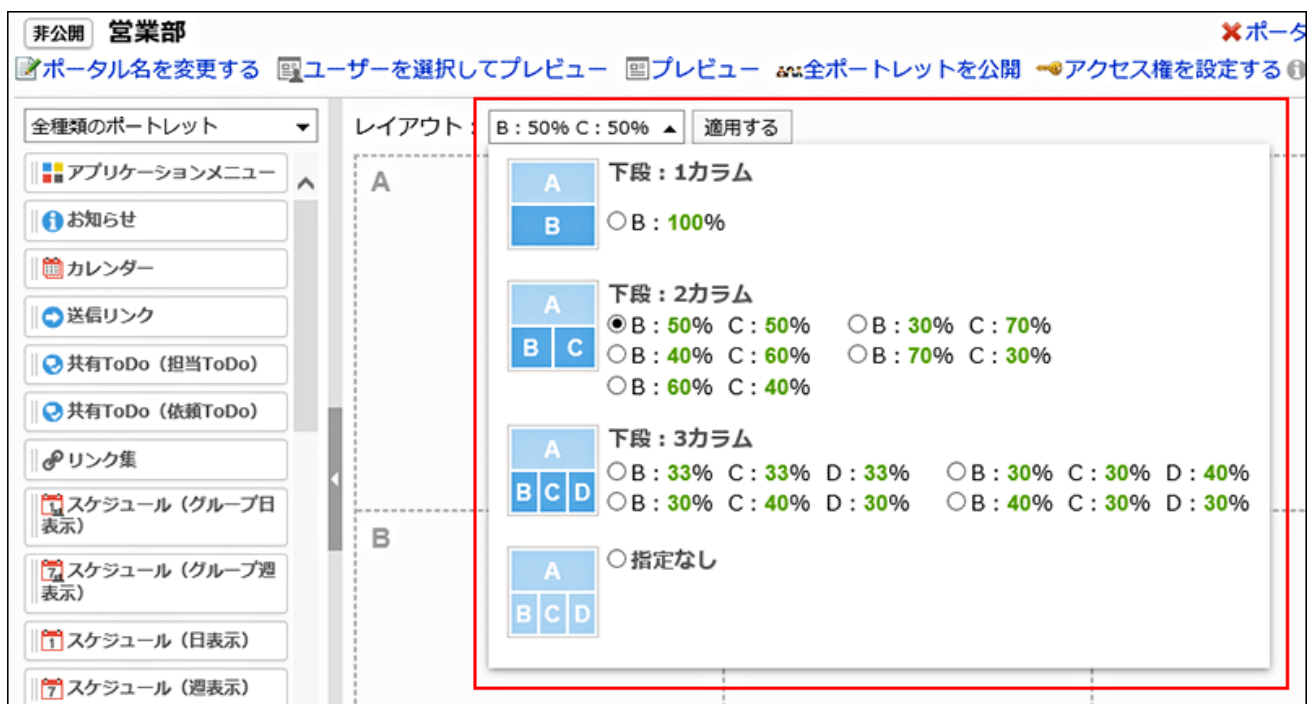 非公開 営業部
ポータ
ポータル名を変更する ユーザーを選択してプレビュー プレビュー 全ポートレットを公開 アクセス権を設定する
全種類のポートレット
レイアウト： B：50% C：50% 適用する
アプリケーションメニュー
お知らせ
カレンダー
送信リンク
共有ToDo（担当ToDo）
共有ToDo（依頼ToDo）
リンク集
スケジュール（グループ日
表示）
スケジュール（グループ週
表示）
スケジュール（日表示）
スケジュール（週表示）
A
B
A
B
下段：1カラム
B：100%
A
B C
下段：2カラム
B：50% C：50% B：30% C：70%
B：40% C：60% B：70% C：30%
B：60% C：40%
A
B C D
下段：3カラム
B：33% C：33% D：33% B：30% C：30% D：40%
B：30% C：40% D：30% B：40% C：30% D：30%
A
B C D
指定なし